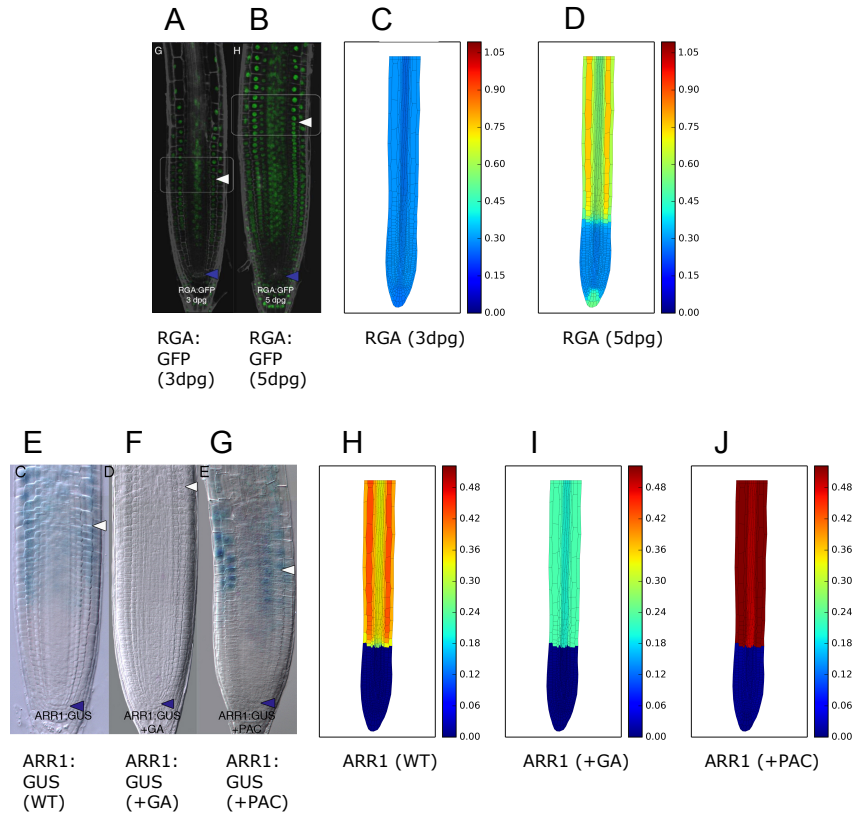 A
B
C
D
G
H
RGA:GFP
3 dpg
RGA:GFP
5 dpg
1.05
0.90
0.75
0.60
0.45
0.30
0.15
0.00
1.05
0.90
0.75
0.60
0.45
0.30
0.15
0.00
RGA:
GFP
(3dpg)
RGA:
GFP
(5dpg)
RGA (3dpg)
RGA (5dpg)
E
F
G
H
I
J
C
D
E
ARR1:GUS
ARR1:GUS
+GA
ARR1:GUS
+PAC
0.48
0.42
0.36
0.30
0.24
0.18
0.12
0.06
0.00
0.48
0.42
0.36
0.30
0.24
0.18
0.12
0.06
0.00
0.48
0.42
0.36
0.30
0.24
0.18
0.12
0.06
0.00
ARR1:
GUS
(WT)
ARR1:
GUS
(+GA)
ARR1:
GUS
(+PAC)
ARR1 (WT)
ARR1 (+GA)
ARR1 (+PAC)